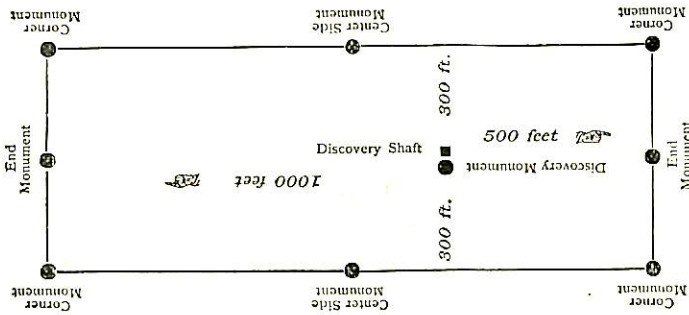 Corner
Monument
Center Side
Monument
Corner
Monument
300 ft.
500 feet
Discovery Shaft
Discovery Monument
End
Monument
End
Monument
1000 feet
300 ft.
Corner
Monument
Center Side
Monument
Corner
Monument